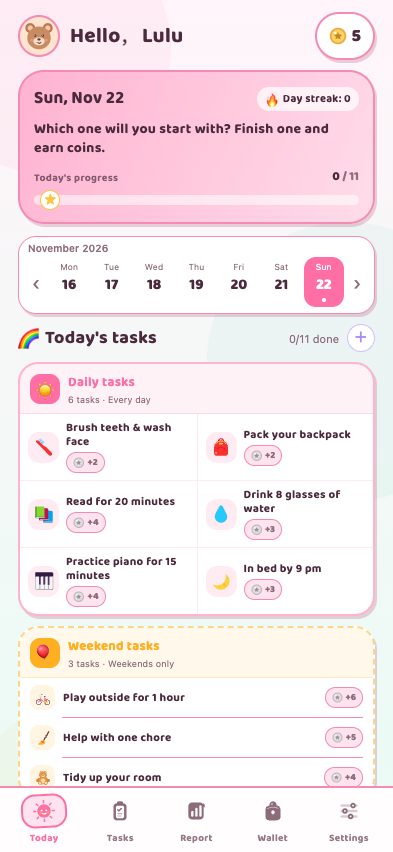 Hello, Lulu
5
Sun, Nov 22
Day streak: 0
Which one will you start with? Finish one and
earn coins.
Today's progress
0 / 11
November 2026
Mon Tue Wed Thu Fri Sat Sun
‹ 16 17 18 19 20 21 22 ›
Today's tasks
0/11 done
+
Daily tasks
6 tasks · Every day
Brush teeth & wash
face
+2
Pack your backpack
+2
Read for 20 minutes
+4
Drink 8 glasses of
water
+3
Practice piano for 15
minutes
+4
In bed by 9 pm
+3
Weekend tasks
3 tasks · Weekends only
Play outside for 1 hour
+6
Help with one chore
+5
Tidy up your room
+4
Today
Tasks
Report
Wallet
Settings